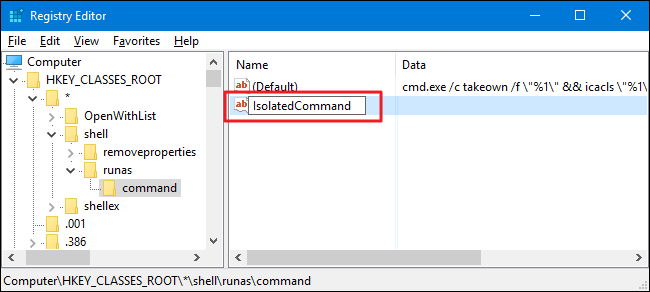 Registry Editor
File Edit View Favorites Help
Computer
HKEY_CLASSES_ROOT
*
OpenWithList
shell
removeproperties
runas
command
shellex
.001
.386
Name Data
ab (Default) cmd.exe /c takeown /f \"%1\" && icacls \"%1\
ab IsolatedCommand
Computer\HKEY_CLASSES_ROOT\*\shell\runas\command